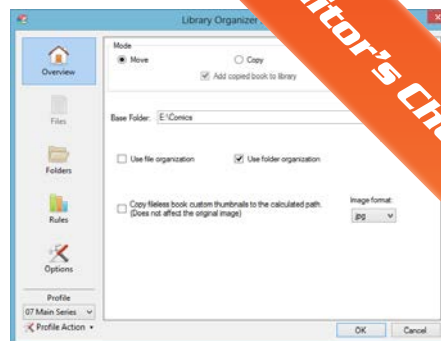 Library Organizer
itor's Ch
Overview
Files
Folders
Rules
Options
Profile
07 Main Series
Profile Action
Mode
Move
Copy
Add copied book to library
Base Folder: E:\Comics
Use file organization
Use folder organization
Copy fileless book custom thumbnails to the calculated path.
(Does not affect the original image)
Image format:
jpg
OK
Cancel